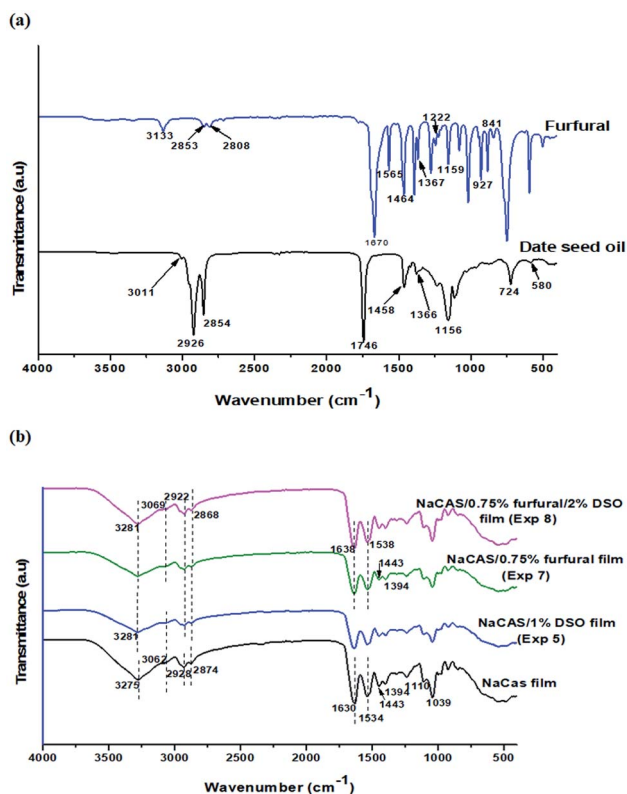 (a)
1222
841
Furfural
3133
2853
2808
1565
1367
1159
927
1464
1670
Date seed oil
3011
1458
1366
724
580
2926
2854
1746
1156
Transmittance (a.u)
4000 3500 3000 2500 2000 1500 1000 500
Wavenumber (cm⁻¹)
(b)
NaCAS/0.75% furfural/2% DSO
film (Exp 8)
3069
2922
2868
3281
1638
1538
NaCAS/0.75% furfural film
(Exp 7)
1443
1394
NaCAS/1% DSO film
(Exp 5)
3281
3062
2928
2874
3275
NaCas film
1394
1110
1443
1039
1630
1534
Transmittance (a.u)
4000 3500 3000 2500 2000 1500 1000 500
Wavenumber (cm⁻¹)